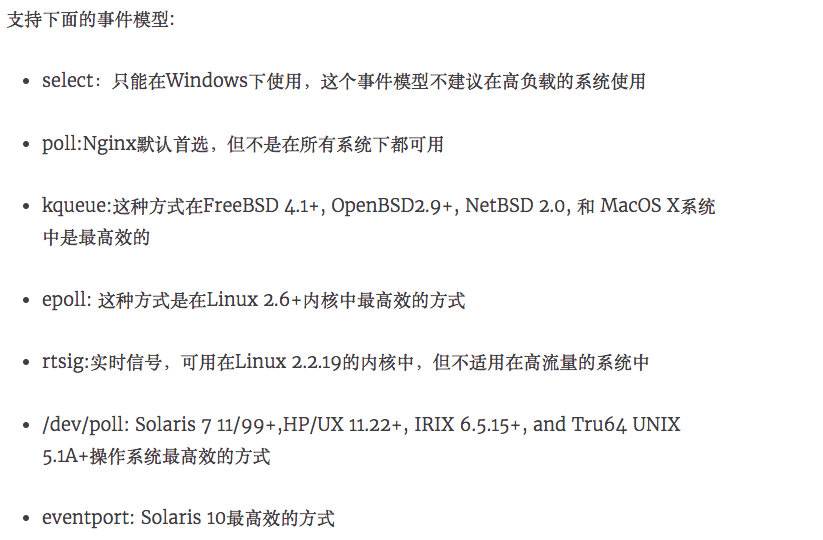 支持下面的事件模型:
• select：只能在Windows下使用，这个事件模型不建议在高负载的系统使用
• poll:Nginx默认首选，但不是在所有系统下都可用
• kqueue:这种方式在FreeBSD 4.1+, OpenBSD2.9+, NetBSD 2.0, 和 MacOS X系统
中是最高效的
• epoll: 这种方式是在Linux 2.6+内核中最高效的方式
• rtsig:实时信号，可用在Linux 2.2.19的内核中，但不适用在高流量的系统中
• /dev/poll: Solaris 7 11/99+,HP/UX 11.22+, IRIX 6.5.15+, and Tru64 UNIX
5.1A+操作系统最高效的方式
• eventport: Solaris 10最高效的方式